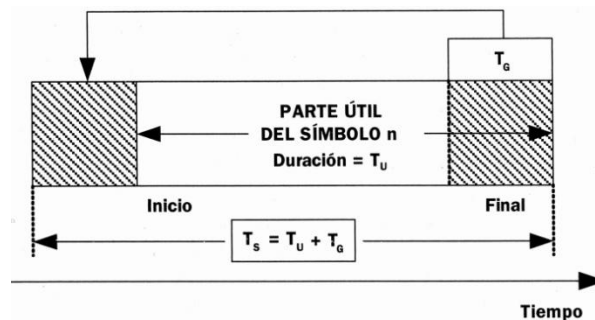 T_G
PARTE ÚTIL
DEL SÍMBOLO n
Duración = T_U
Inicio
Final
T_S = T_U + T_G
Tiempo